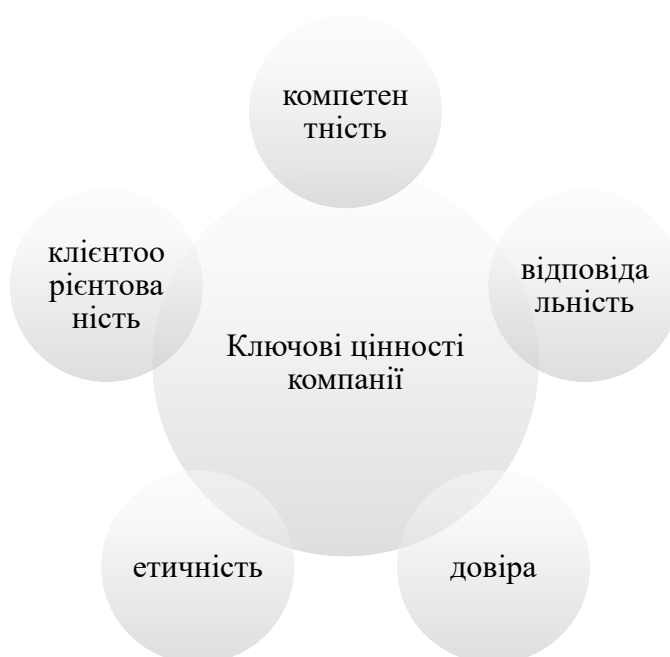 компетен
тність
клієнтоо
рієнтова
ність
відповіда
льність
Ключові цінності
компанії
етичність
довіра